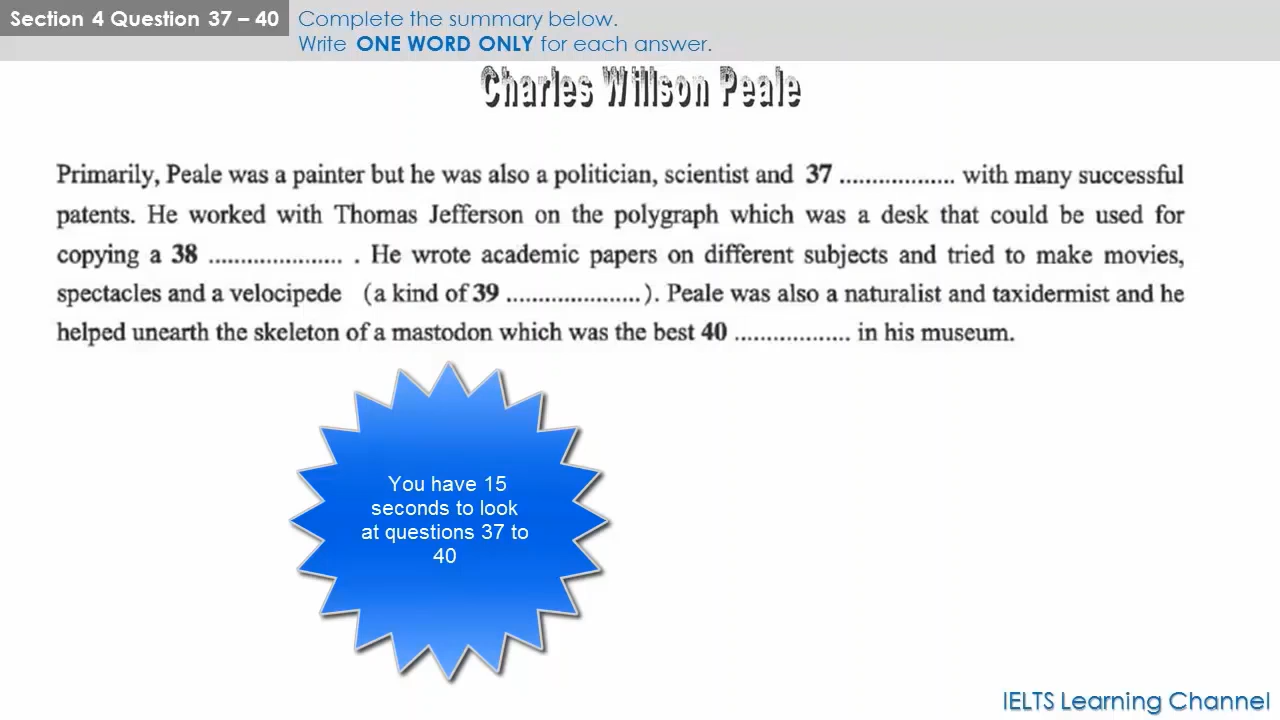 Section 4 Question 37 – 40
Complete the summary below.
Write ONE WORD ONLY for each answer.
Charles Willson Peale
Primarily, Peale was a painter but he was also a politician, scientist and 37 .................. with many successful
patents. He worked with Thomas Jefferson on the polygraph which was a desk that could be used for
copying a 38 ..................... . He wrote academic papers on different subjects and tried to make movies,
spectacles and a velocipede (a kind of 39 .....................). Peale was also a naturalist and taxidermist and he
helped unearth the skeleton of a mastodon which was the best 40 .................. in his museum.
You have 15
seconds to look
at questions 37 to
40
IELTS Learning Channel